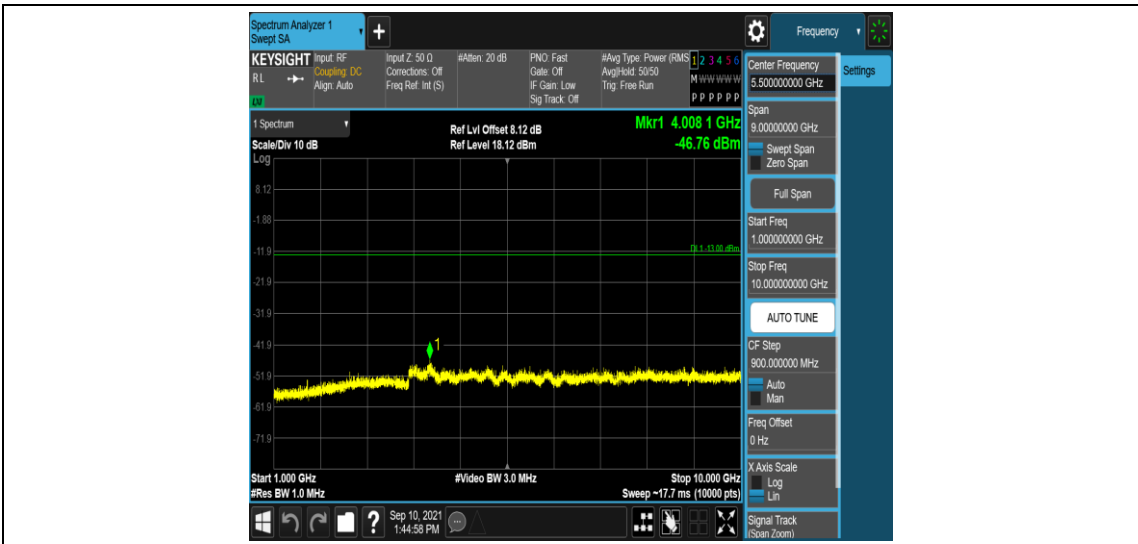 Spectrum Analyzer 1
Swept SA
+
Frequency
KEYSIGHT
RL
LXI
Input: RF
Coupling: DC
Align: Auto
Input Z: 50 Ω
Corrections: Off
Freq Ref: Int (S)
#Atten: 20 dB
PNO: Fast
Gate: Off
IF Gain: Low
Sig Track: Off
#Avg Type: Power (RMS
Avg|Hold: 50/50
Trig: Free Run
1 2 3 4 5 6
M W W W W W
P P P P P P
1 Spectrum
Scale/Div 10 dB
Log
Ref Lvl Offset 8.12 dB
Ref Level 18.12 dBm
Mkr1 4.008 1 GHz
-46.76 dBm
8.12
-1.88
-11.9
DL1 -13.00 dBm
-21.9
-31.9
-41.9
1
-51.9
-61.9
-71.9
Start 1.000 GHz
#Res BW 1.0 MHz
#Video BW 3.0 MHz
Stop 10.000 GHz
Sweep ~17.7 ms (10000 pts)
?
Sep 10, 2021
1:44:58 PM
Center Frequency
5.500000000 GHz
Settings
Span
9.00000000 GHz
Swept Span
Zero Span
Full Span
Start Freq
1.000000000 GHz
Stop Freq
10.000000000 GHz
AUTO TUNE
CF Step
900.000000 MHz
Auto
Man
Freq Offset
0 Hz
X Axis Scale
Log
Lin
Signal Track
(Span Zoom)